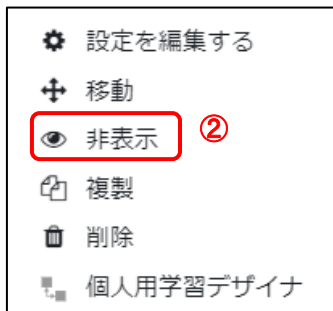 設定を編集する
移動
非表示 ②
複製
削除
個人用学習デザイナ